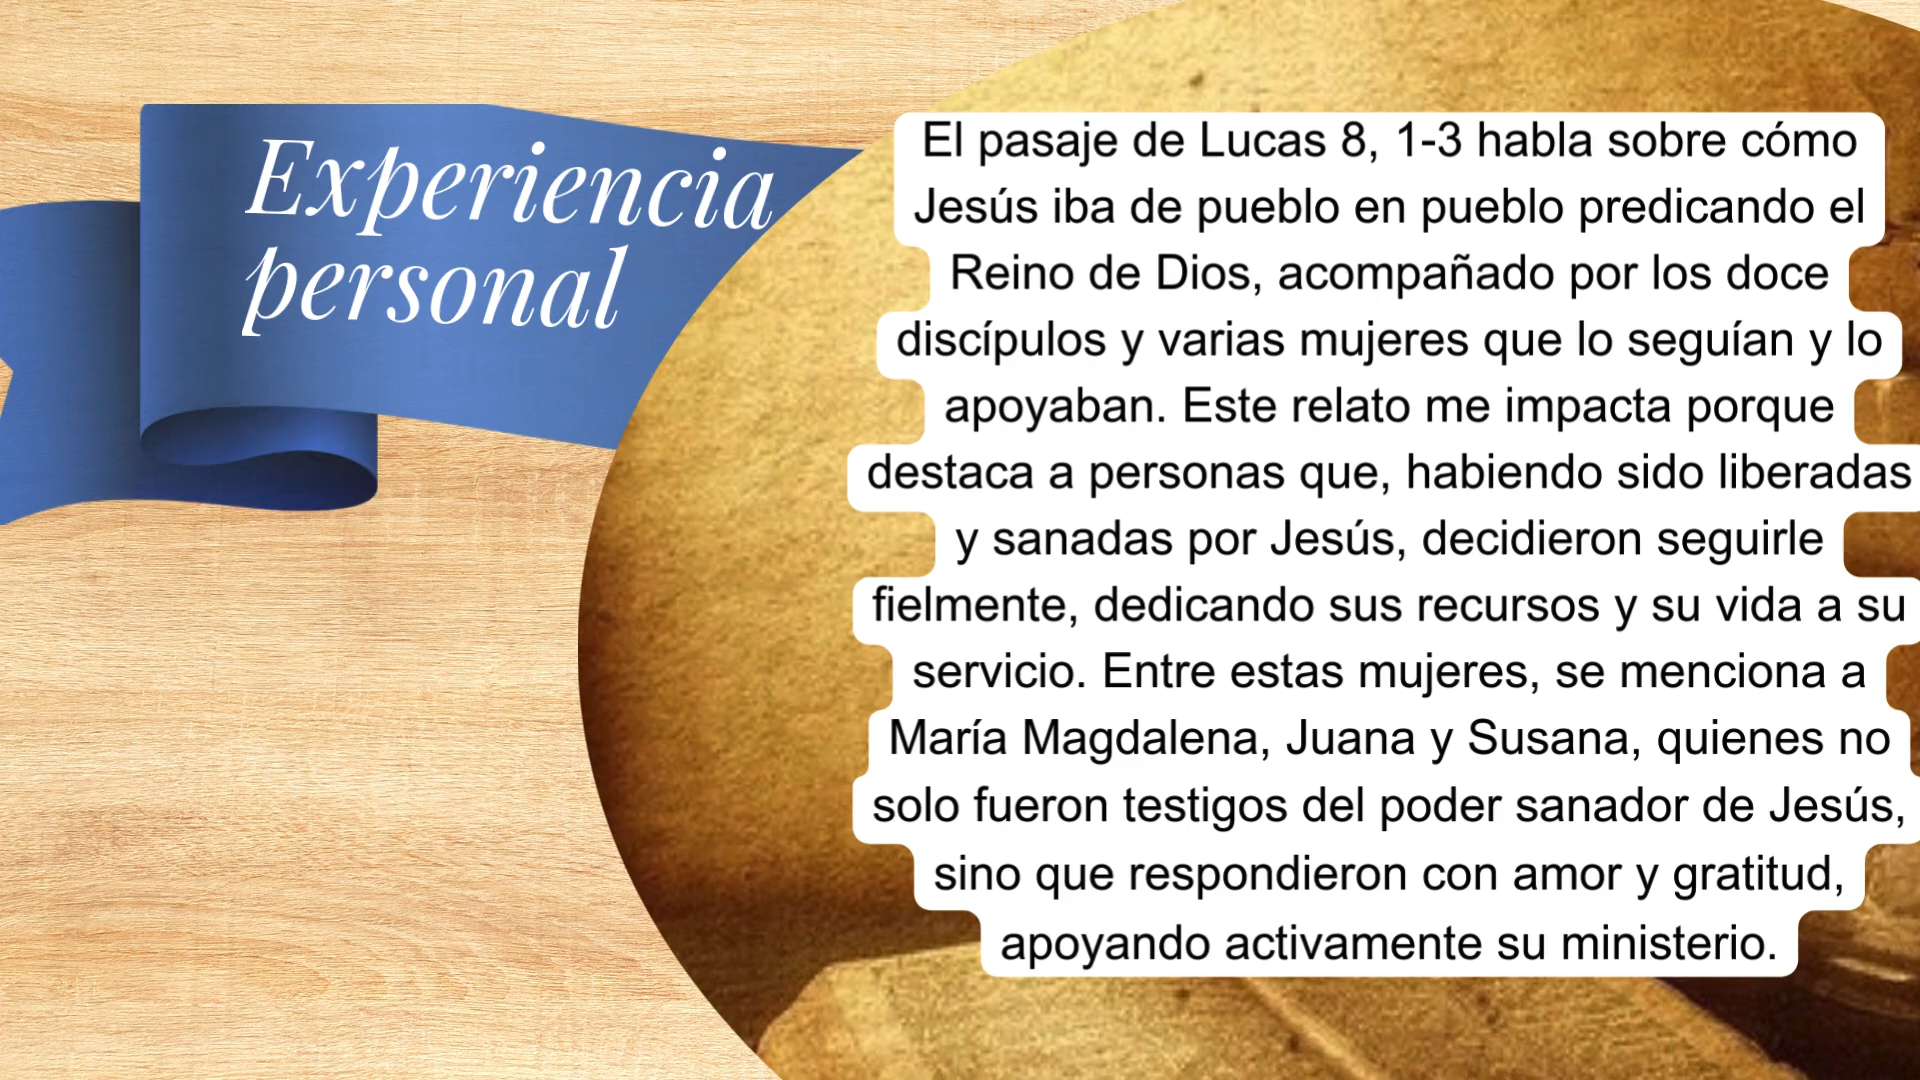 Experiencia
personal
El pasaje de Lucas 8, 1-3 habla sobre cómo
Jesús iba de pueblo en pueblo predicando el
Reino de Dios, acompañado por los doce
discípulos y varias mujeres que lo seguían y lo
apoyaban. Este relato me impacta porque
destaca a personas que, habiendo sido liberadas
y sanadas por Jesús, decidieron seguirle
fielmente, dedicando sus recursos y su vida a su
servicio. Entre estas mujeres, se menciona a
María Magdalena, Juana y Susana, quienes no
solo fueron testigos del poder sanador de Jesús,
sino que respondieron con amor y gratitud,
apoyando activamente su ministerio.